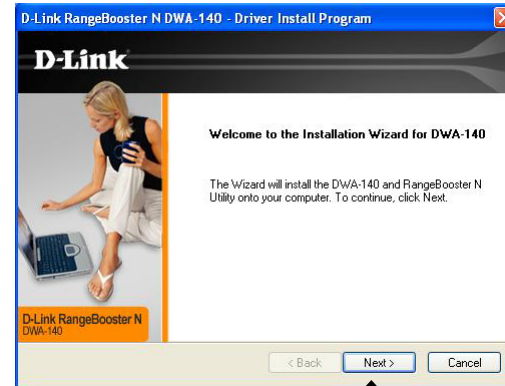 D-Link RangeBooster N DWA-140 - Driver Install Program
D-Link
Welcome to the Installation Wizard for DWA-140
The Wizard will install the DWA-140 and RangeBooster N
Utility onto your computer. To continue, click Next.
D-Link RangeBooster N
DWA-140
< Back
Next >
Cancel